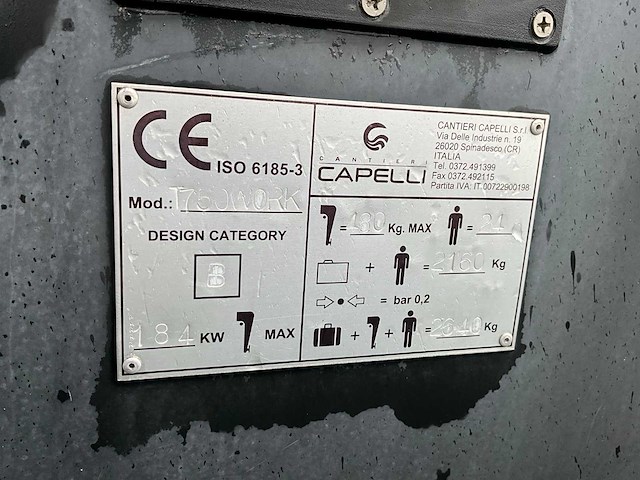 CE ISO 6185-3
Mod.: T750WORK
DESIGN CATEGORY
B
184 KW MAX
CANTIERI
CAPELLI
CANTIERI CAPELLI S.r.l.
Via Delle Industrie n. 19
26020 Spinadesco (CR)
ITALIA
Tel. 0372.491399
Fax 0372.492115
Partita IVA: IT.00722900198
= 480 Kg. MAX = 21
+ = 2160 Kg
= bar 0,2
+ + = 2640 Kg